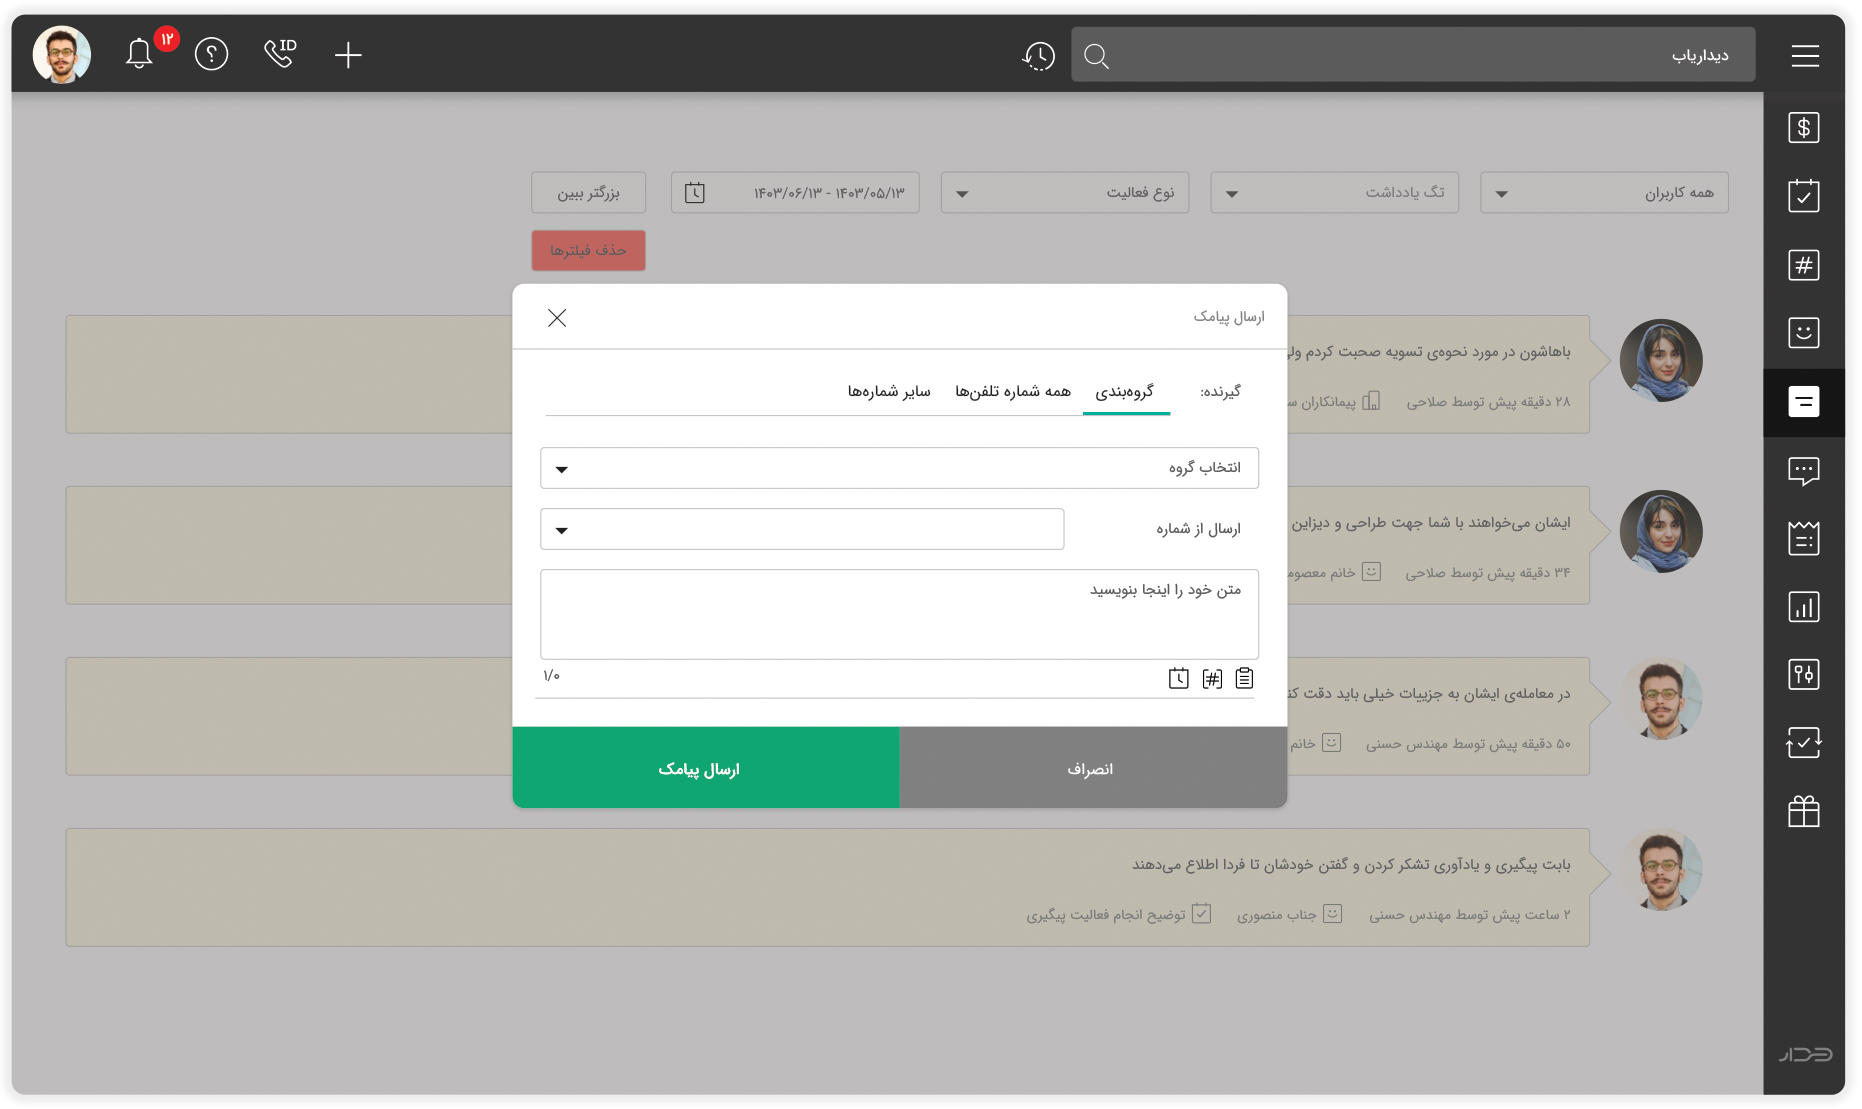 دیداریاب
ID
۱۲
همه کاربران
تگ یادداشت
نوع فعالیت
۱۴۰۳/۰۵/۱۳ - ۱۴۰۳/۰۶/۱۳
بزرگتر ببین
حذف فیلترها
ارسال پیامک
گیرنده:
گروه‌بندی
همه شماره تلفن‌ها
سایر شماره‌ها
انتخاب گروه
ارسال از شماره
متن خود را اینجا بنویسید
۱/۰
انصراف
ارسال پیامک
باهاشون در مورد نحوه‌ی تسویه صحبت کردم ولی
۲۸ دقیقه پیش توسط صلاحی
پیمانکاران
ایشان می‌خواهند با شما جهت طراحی و دیزاین
۳۴ دقیقه پیش توسط صلاحی
خانم
در معامله‌ی ایشان به جزییات خیلی باید دقت
۵۰ دقیقه پیش توسط مهندس حسنی
خانم
بابت پیگیری و یادآوری تشکر کردن و گفتن خودشان تا فردا اطلاع می‌دهند
۲ ساعت پیش توسط مهندس حسنی
جناب منصوری
توضیح انجام فعالیت پیگیری